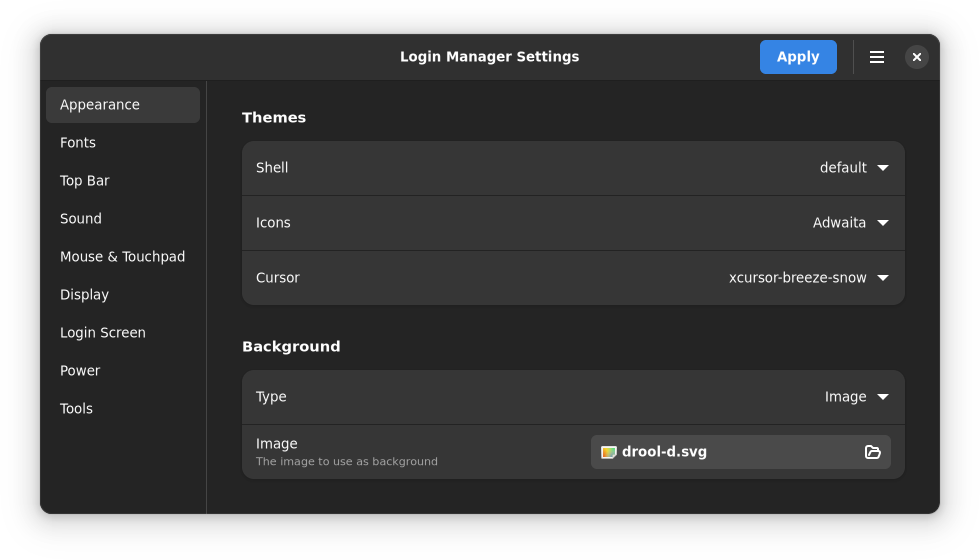 Login Manager Settings
Apply
Appearance
Fonts
Top Bar
Sound
Mouse & Touchpad
Display
Login Screen
Power
Tools
Themes
Shell default
Icons Adwaita
Cursor xcursor-breeze-snow
Background
Type Image
Image
The image to use as background
drool-d.svg